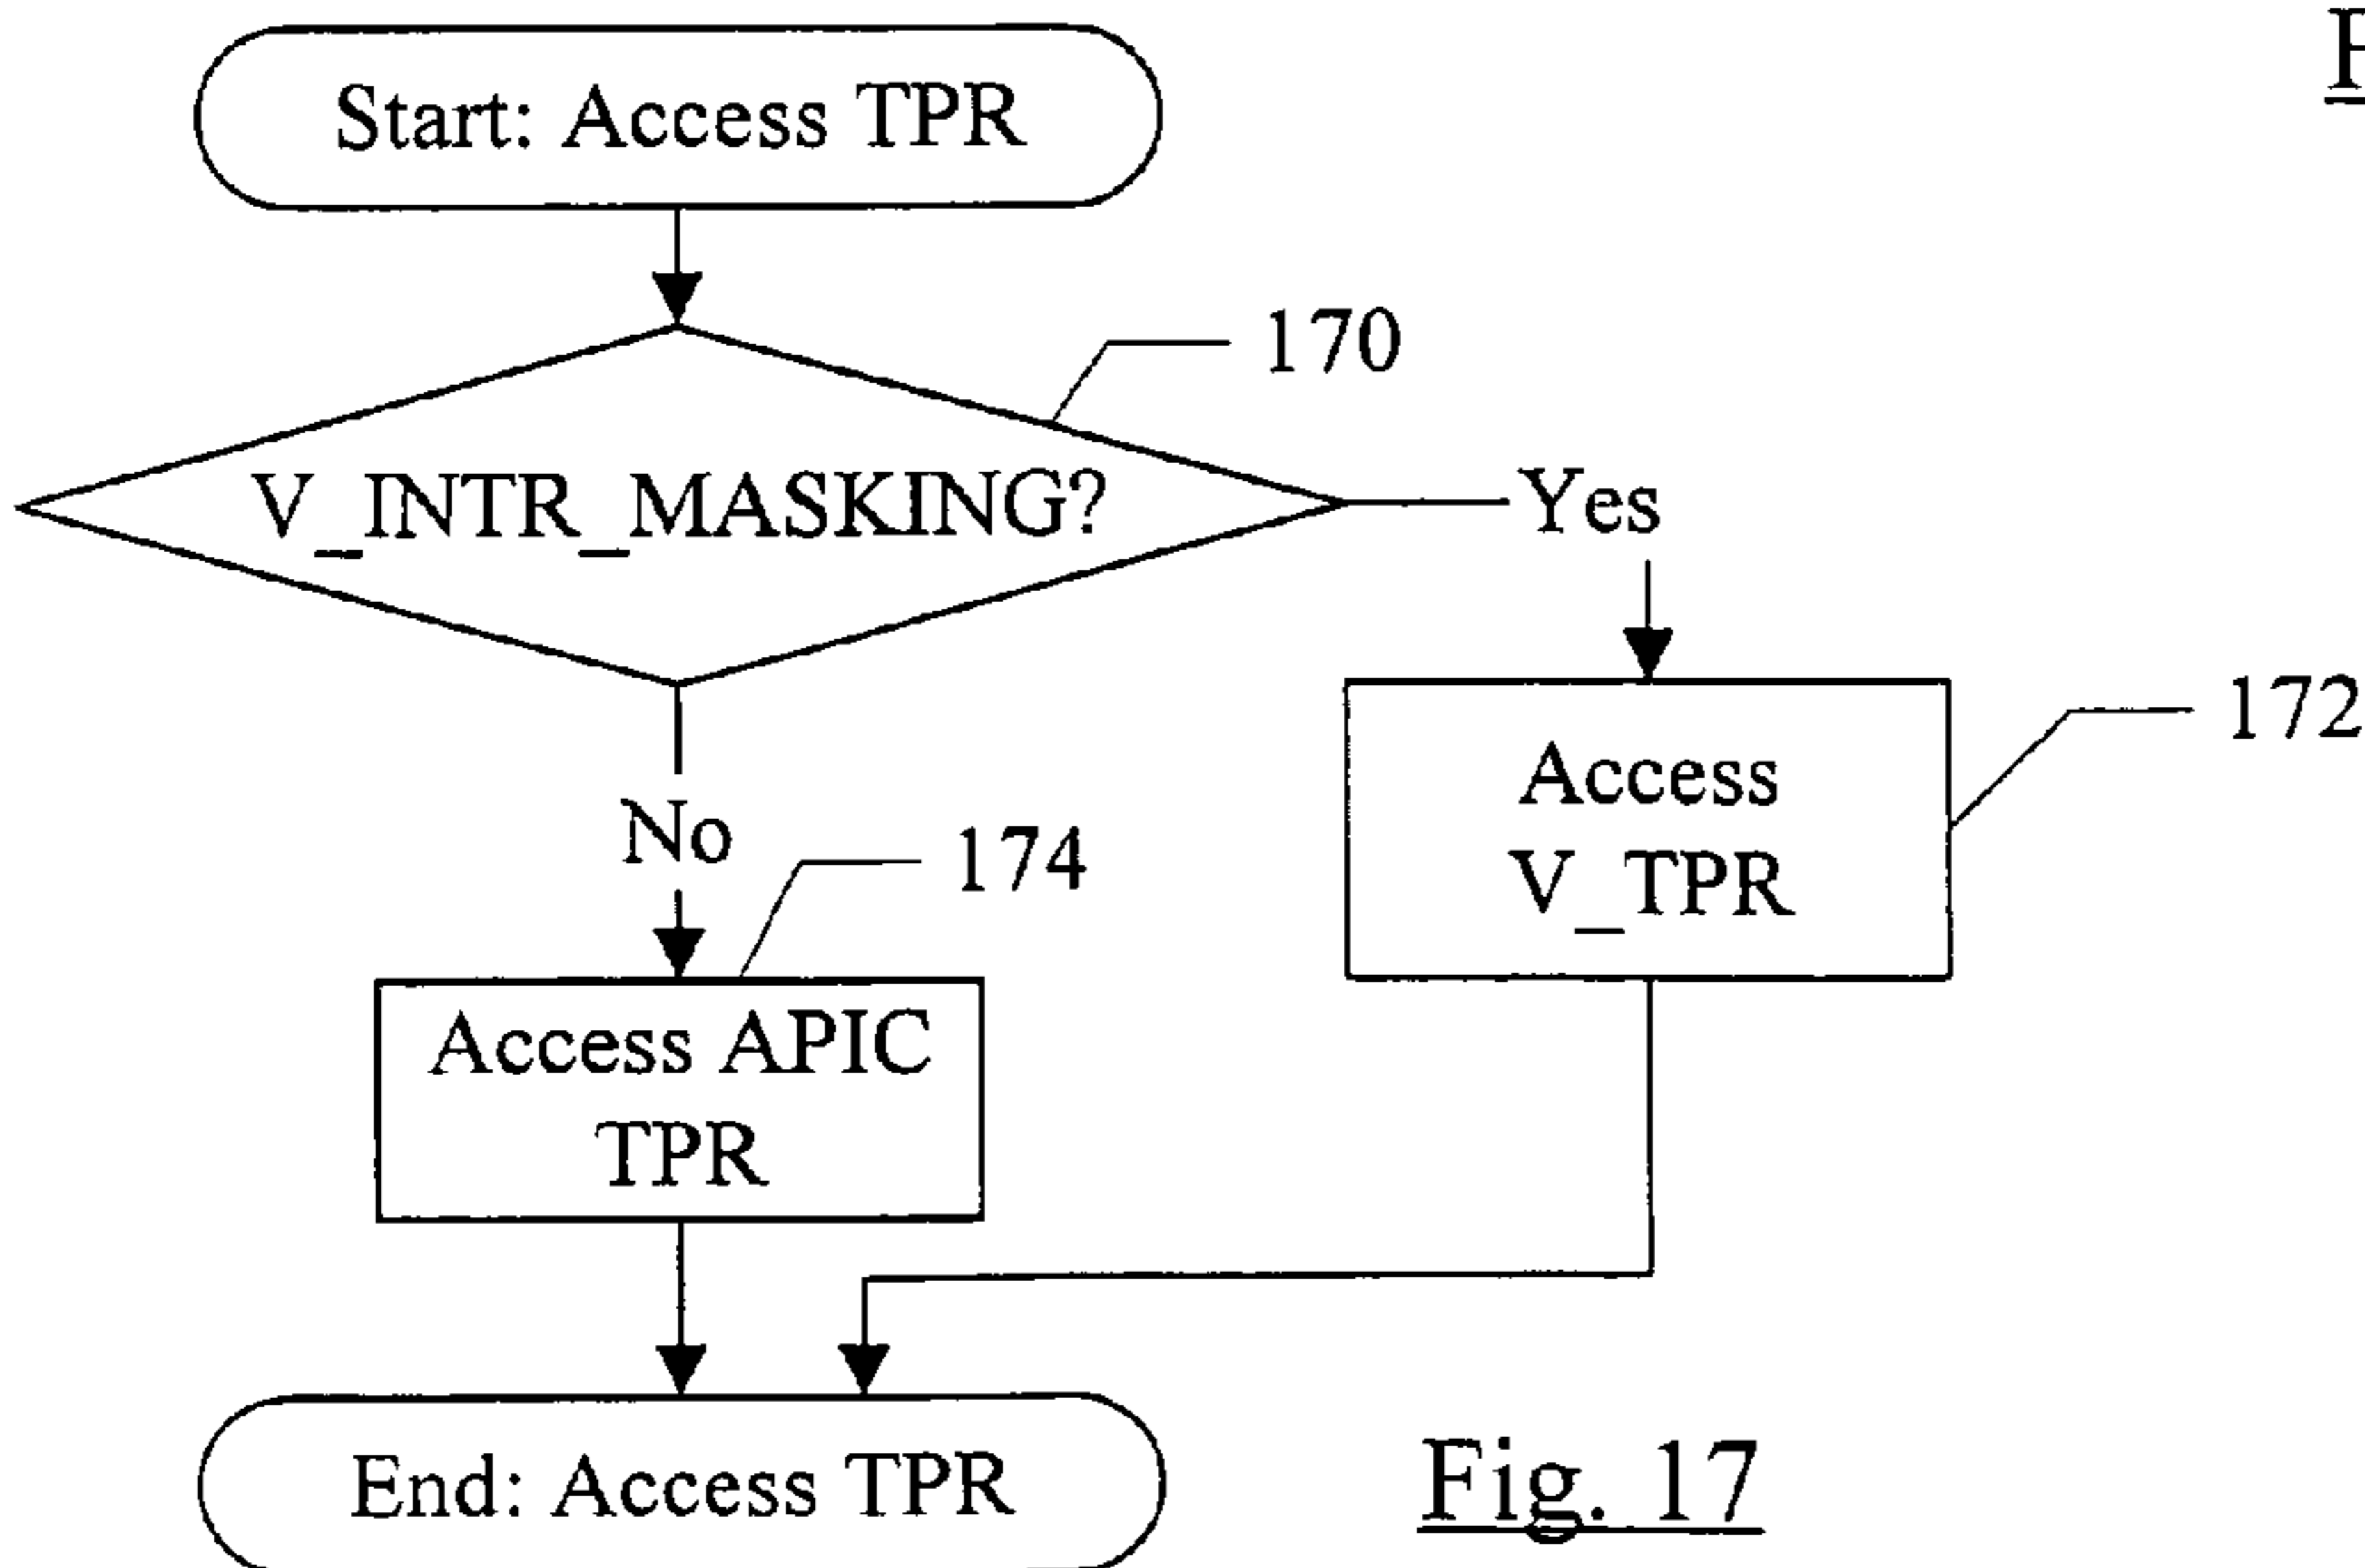 Start: Access TPR
170
V_INTR_MASKING?
Yes
172
Access
V_TPR
No
174
Access APIC
TPR
End: Access TPR
Fig. 17